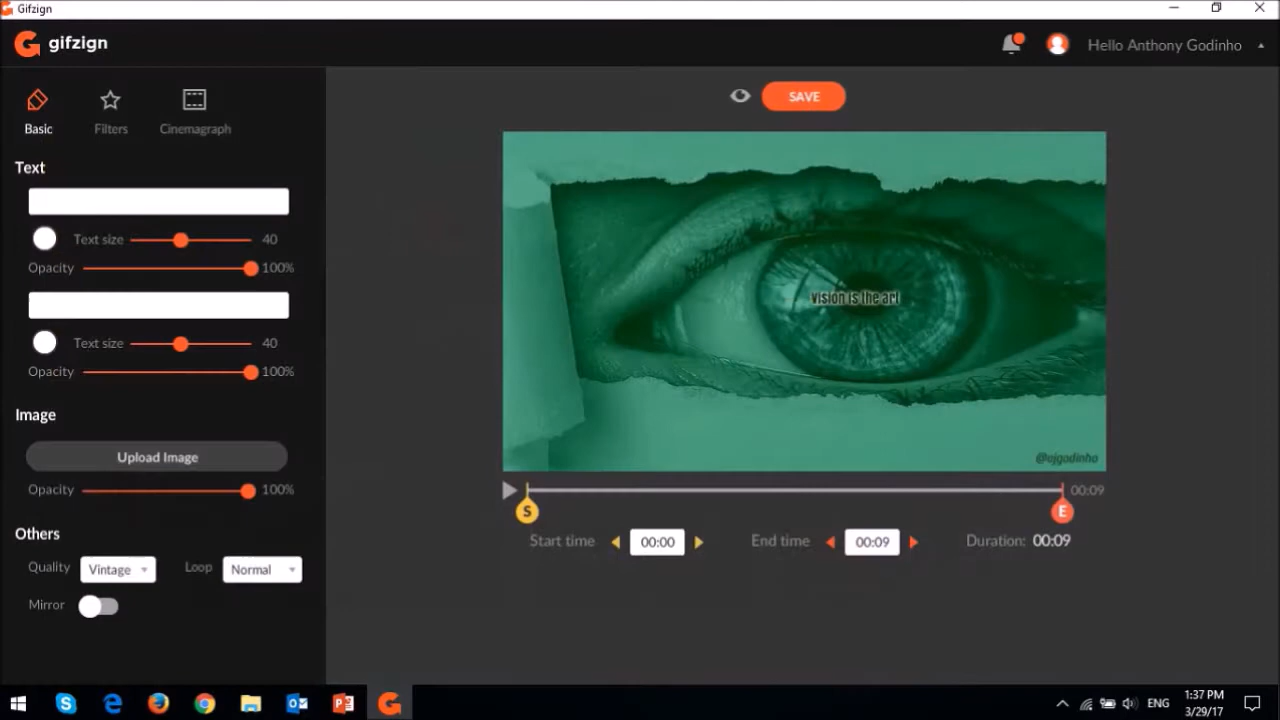 Gifzign
gifzign
Hello Anthony Godinho
Basic
Filters
Cinemagraph
SAVE
Text
Text size
40
Opacity
100%
Text size
40
Opacity
100%
Image
Upload Image
Opacity
100%
Others
Quality
Vintage
Loop
Normal
Mirror
vision is the art
@ajgodinho
S
E
00:09
Start time
00:00
End time
00:09
Duration: 00:09
ENG
1:37 PM
3/29/17